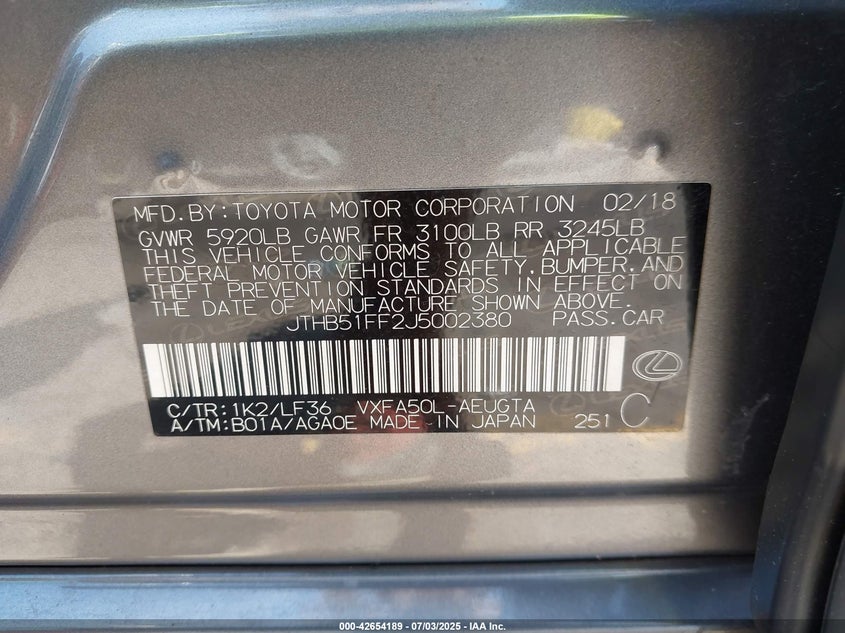 MFD.BY:TOYOTA MOTOR CORPORATION 02/18
GVWR 5920LB GAWR FR 3100LB RR 3245LB
THIS VEHICLE CONFORMS TO ALL APPLICABLE
FEDERAL MOTOR VEHICLE SAFETY,BUMPER,AND
THEFT PREVENTION STANDARDS IN EFFECT ON
THE DATE OF MANUFACTURE SHOWN ABOVE.
JTHB51FF2J5002380 PASS.CAR
C/TR:1K2/LF36 VXFA50L-AEUGTA
A/TM:B01A/AGA0E MADE IN JAPAN 251 C
000-42654189 - 07/03/2025 - IAA Inc.